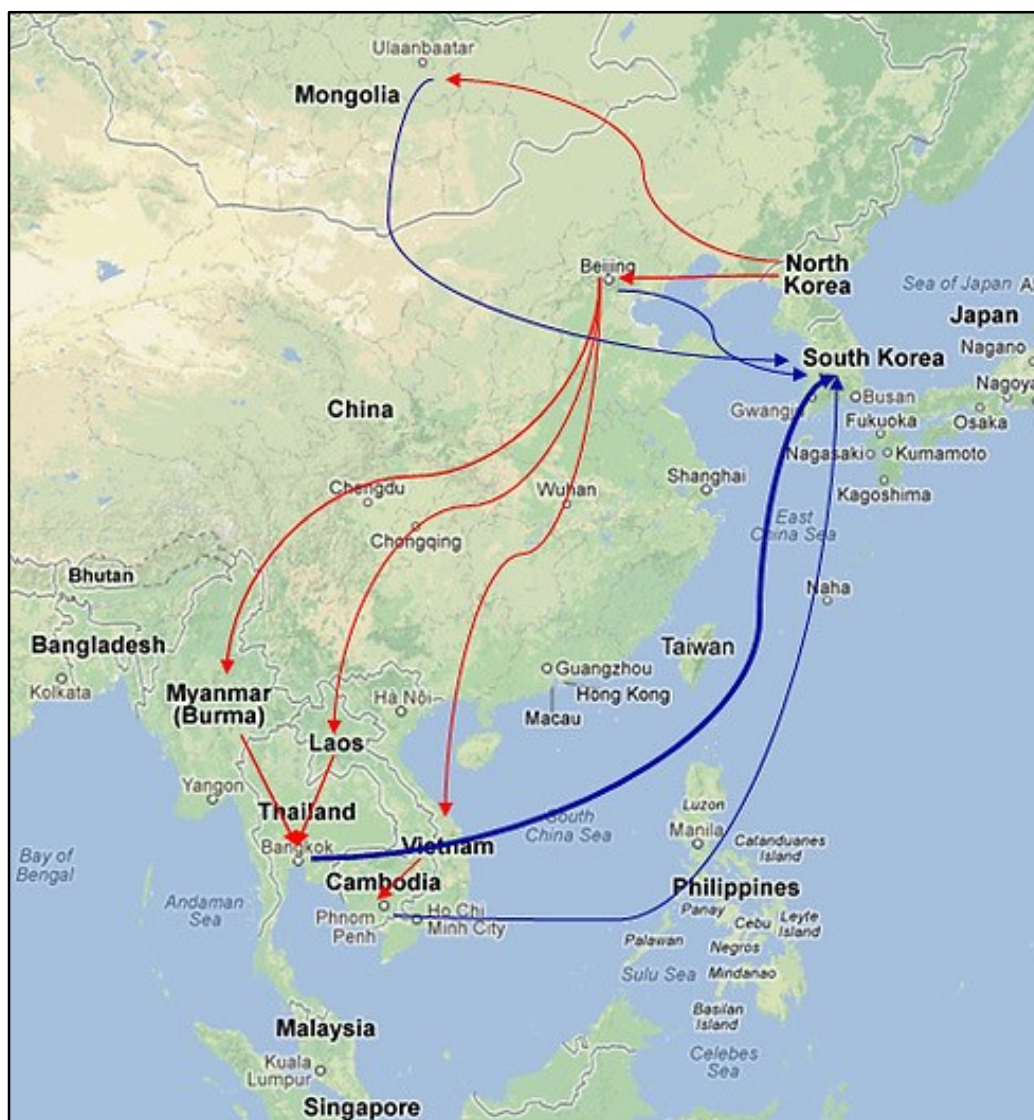 Ulaanbaatar
Mongolia
Beijing
North
Korea
Sea of Japan
Japan
Nagano
South Korea
Nagoya
Gwangju
Busan
Osaka
Fukuoka
China
Nagasaki
Kumamoto
Kagoshima
Shanghai
Chengdu
Wuhan
Chongqing
East
China Sea
Bhutan
Naha
Bangladesh
Taiwan
Kolkata
Guangzhou
Hong Kong
Macau
Myanmar
(Burma)
Hà Nội
Laos
Yangon
Thailand
Luzon
South
China Sea
Manila
Bangkok
Vietnam
Catanduanes
Island
Bay of
Bengal
Andaman
Sea
Cambodia
Philippines
Phnom
Penh
Ho Chi
Minh City
Panay
Cebu
Leyte
Island
Palawan
Negros
Sulu Sea
Mindanao
Basilan
Island
Malaysia
Celebes
Sea
Kuala
Lumpur
Singapore